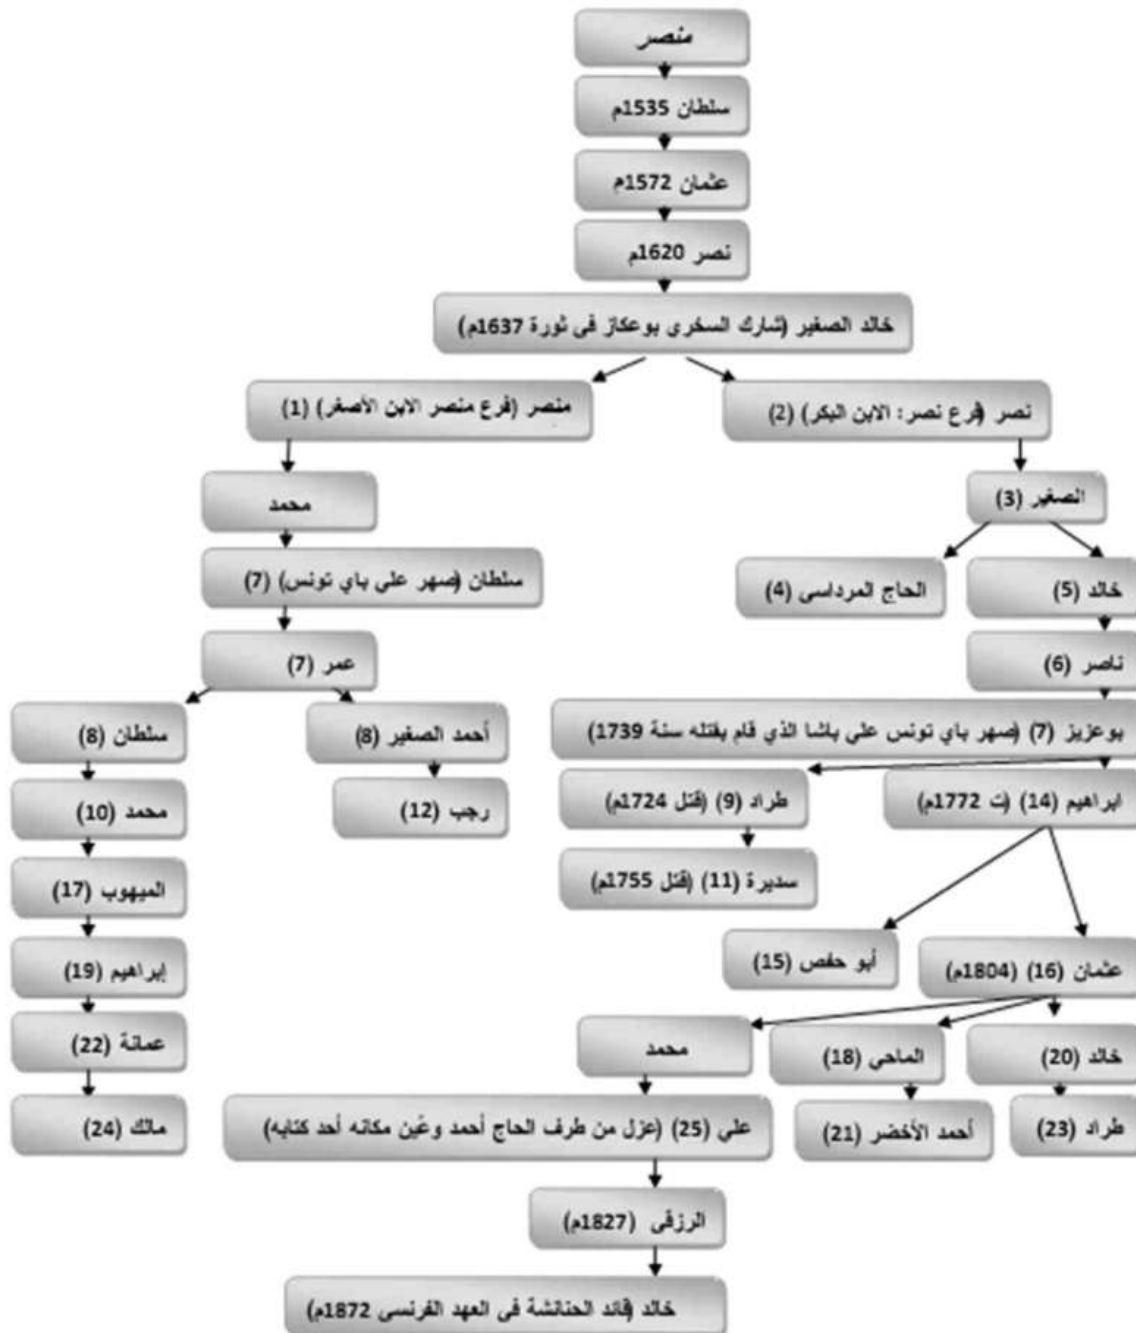 منصر
سلطان 1535م
عثمان 1572م
نصر 1620م
خالد الصغير (شارك السخري بوعكاز في ثورة 1637م)
نصر (فرع نصر: الابن البكر) (2)
منصر (فرع منصر الابن الأصغر) (1)
الصغير (3)
محمد
خالد (5)
الحاج المرداسي (4)
سلطان (صهر علي باي تونس) (7)
ناصر (6)
عمر (7)
بوعزيز (7) (صهر باي تونس علي باشا الذي قام بقتله سنة 1739)
أحمد الصغير (8)
سلطان (8)
ابراهيم (14) (ت 1772م)
طراد (9) (قتل 1724م)
رجب (12)
محمد (10)
سديرة (11) (قتل 1755م)
الميهوب (17)
عثمان (16) (1804م)
أبو حفص (15)
إبراهيم (19)
خالد (20)
الماحي (18)
محمد
عمانة (22)
طراد (23)
أحمد الأخضر (21)
علي (25) (عزل من طرف الحاج أحمد وعُين مكانه أحد كتابه)
مالك (24)
الرزقي (1827م)
خالد (قائد الحنانشة في العهد الفرنسي 1872م)